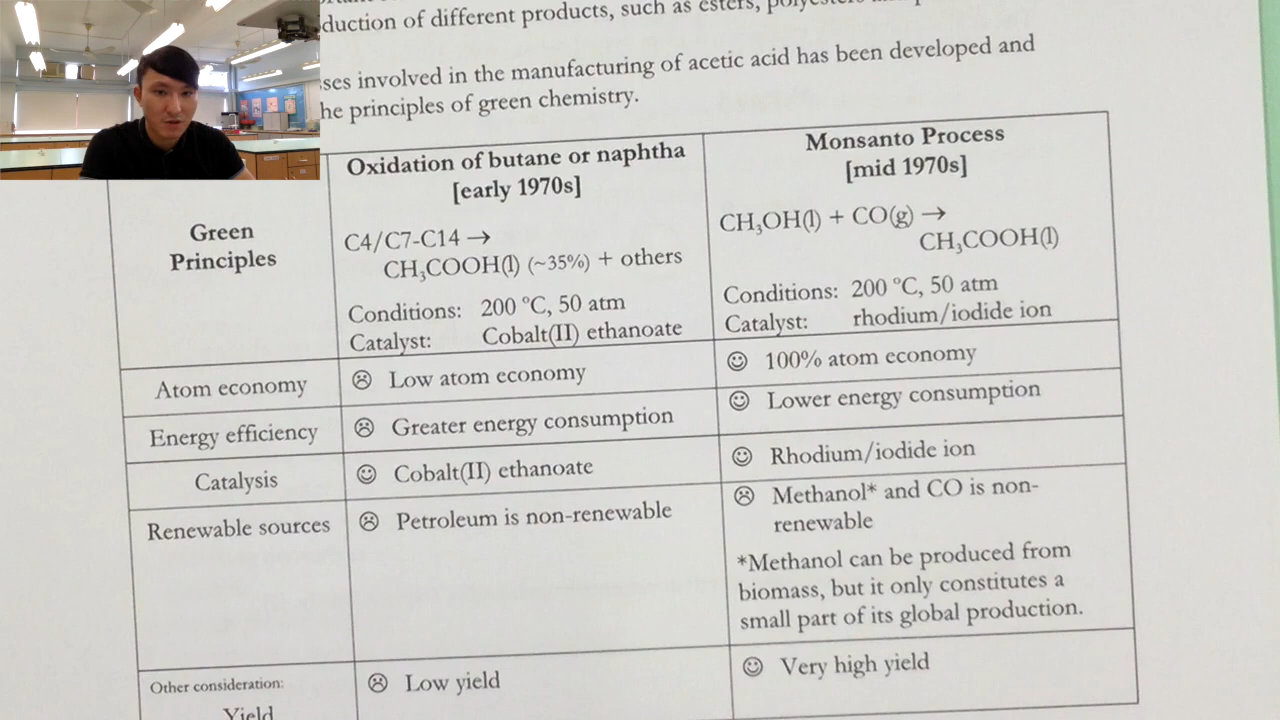 duction of different products, such as esters, polyesters
ses involved in the manufacturing of acetic acid has been developed and
he principles of green chemistry.
Green
Principles
Oxidation of butane or naphtha
[early 1970s]
C4/C7-C14 →
CH₃COOH(l) (~35%) + others
Conditions: 200 °C, 50 atm
Catalyst: Cobalt(II) ethanoate
Monsanto Process
[mid 1970s]
CH₃OH(l) + CO(g) →
CH₃COOH(l)
Conditions: 200 °C, 50 atm
Catalyst: rhodium/iodide ion
Atom economy
☹ Low atom economy
☺ 100% atom economy
Energy efficiency
☹ Greater energy consumption
☺ Lower energy consumption
Catalysis
☺ Cobalt(II) ethanoate
☺ Rhodium/iodide ion
Renewable sources
☹ Petroleum is non-renewable
☹ Methanol* and CO is non-
renewable
*Methanol can be produced from
biomass, but it only constitutes a
small part of its global production.
Other consideration:
Yield
☹ Low yield
☺ Very high yield